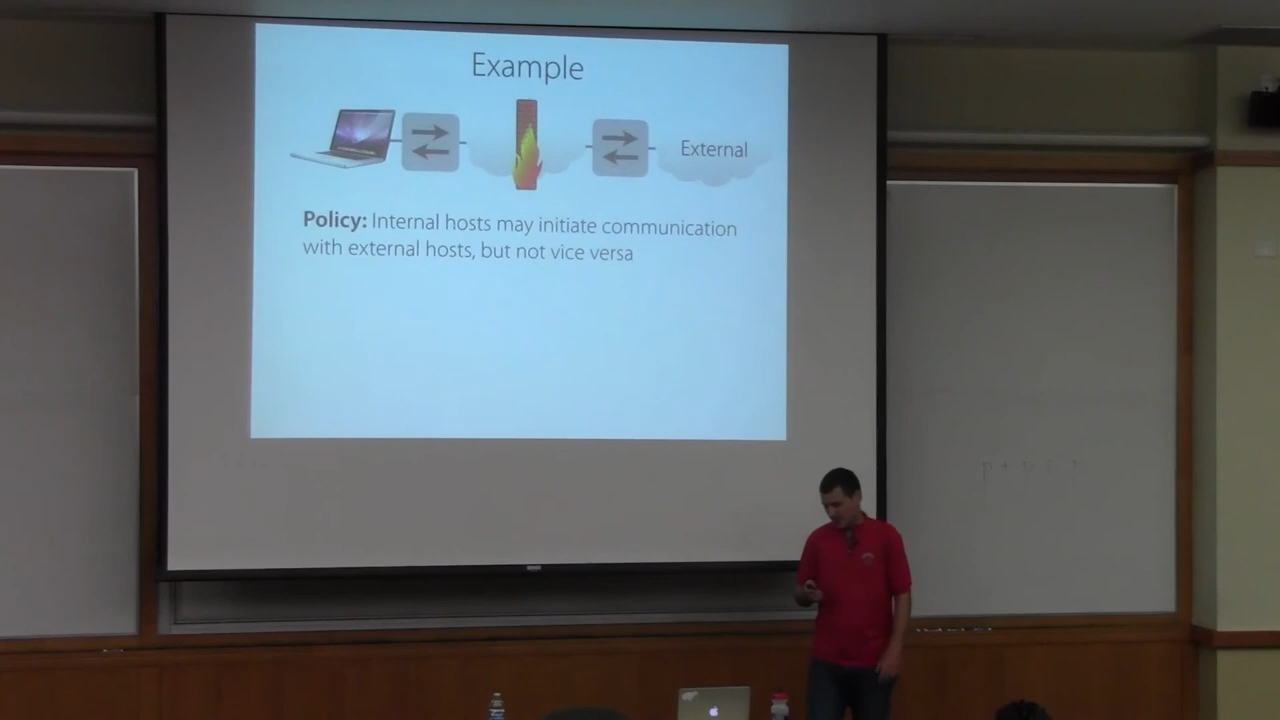 Example
External
Policy: Internal hosts may initiate communication
with external hosts, but not vice versa